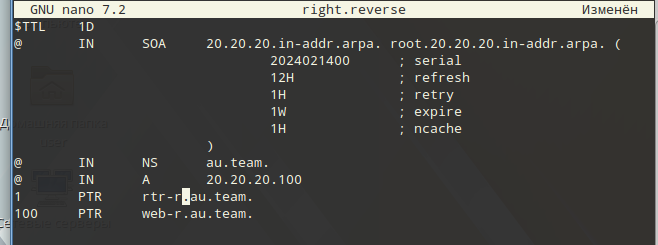 GNU nano 7.2 right.reverse Изменён
$TTL 1D
@ IN SOA 20.20.20.in-addr.arpa. root.20.20.20.in-addr.arpa. (
2024021400 ; serial
12H ; refresh
1H ; retry
1W ; expire
1H ; ncache
)
@ IN NS au.team.
@ IN A 20.20.20.100
1 PTR rtr-r.au.team.
100 PTR web-r.au.team.